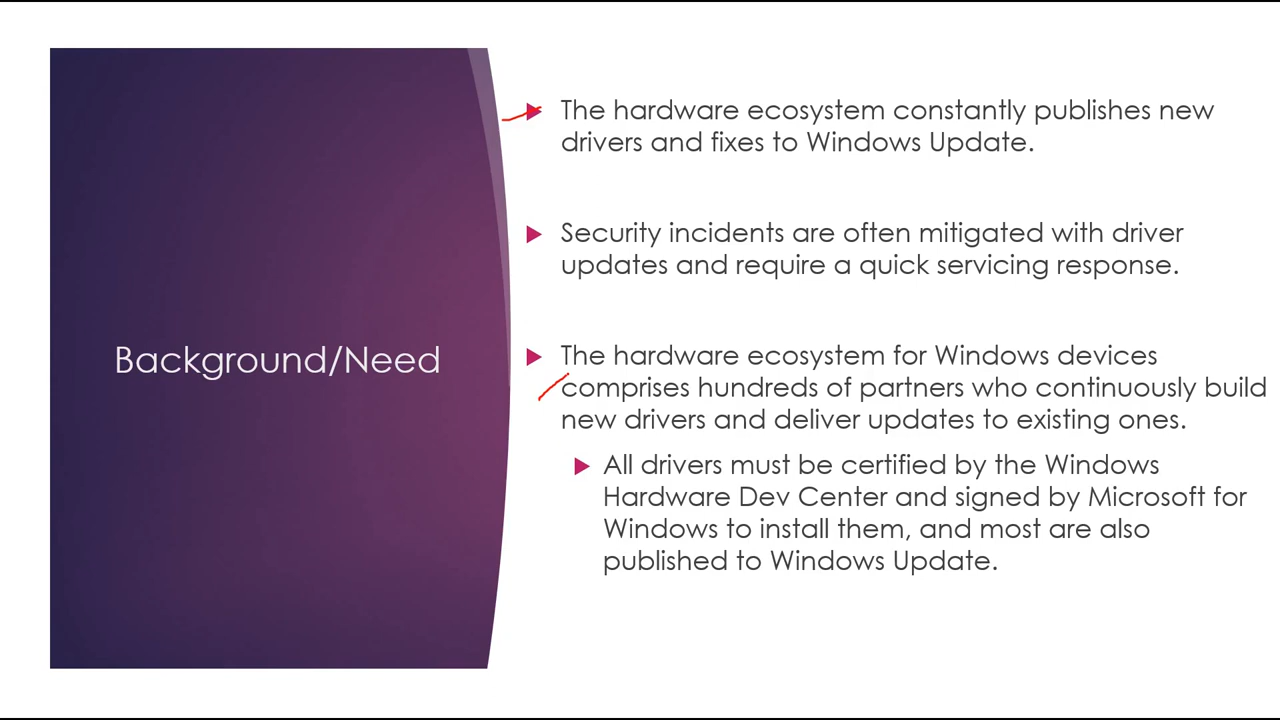 Background/Need
The hardware ecosystem constantly publishes new
drivers and fixes to Windows Update.
Security incidents are often mitigated with driver
updates and require a quick servicing response.
The hardware ecosystem for Windows devices
comprises hundreds of partners who continuously build
new drivers and deliver updates to existing ones.
All drivers must be certified by the Windows
Hardware Dev Center and signed by Microsoft for
Windows to install them, and most are also
published to Windows Update.